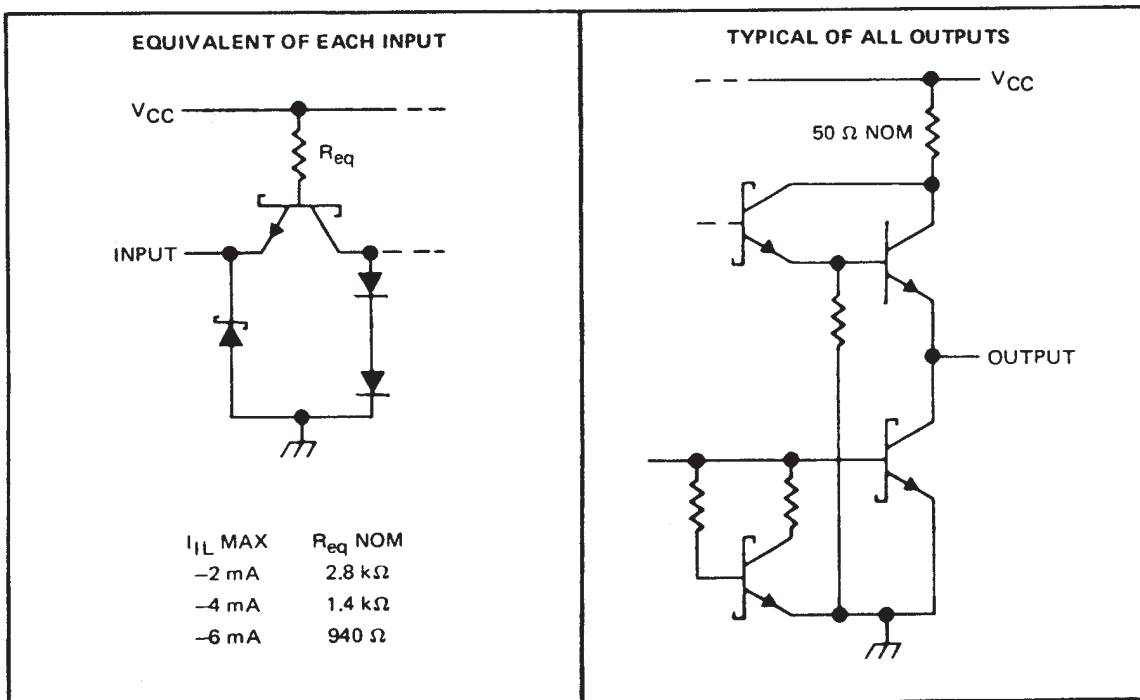 EQUIVALENT OF EACH INPUT
VCC
Req
INPUT
IIL MAX Req NOM
–2 mA 2.8 kΩ
–4 mA 1.4 kΩ
–6 mA 940 Ω
TYPICAL OF ALL OUTPUTS
VCC
50 Ω NOM
OUTPUT